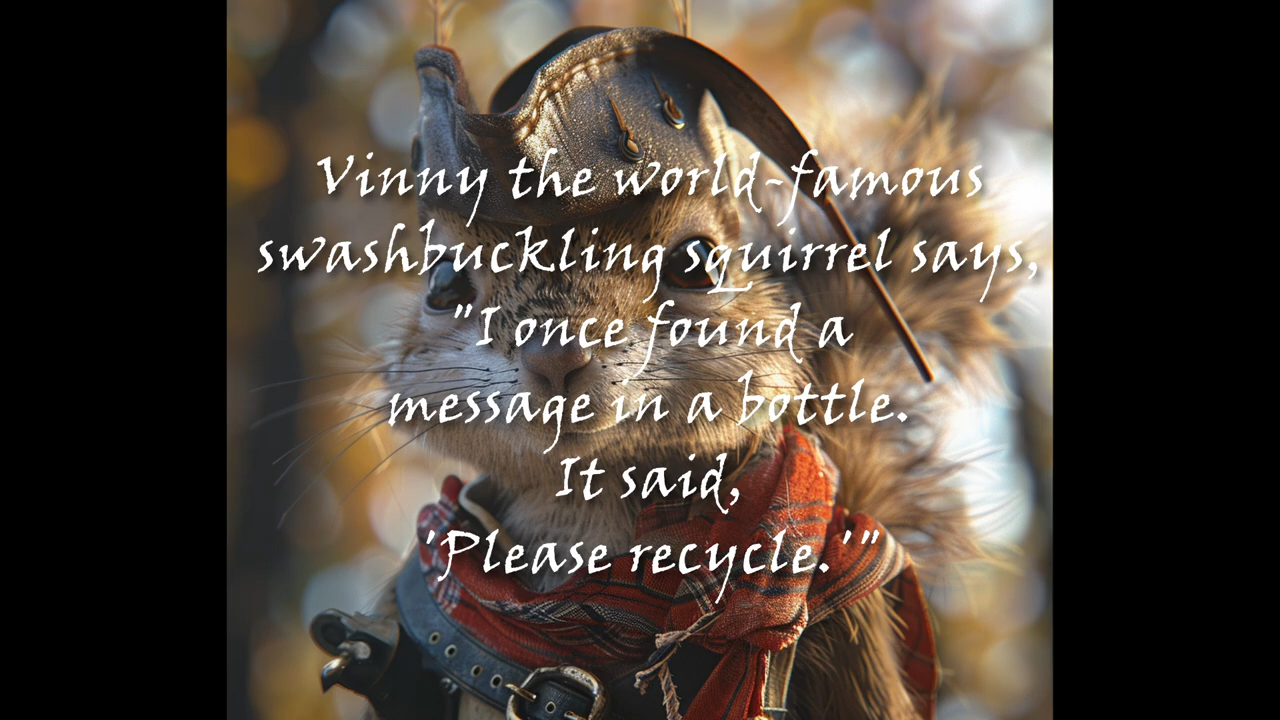 Vinny the world-famous
swashbuckling squirrel says,
"I once found a
message in a bottle.
It said,
'Please recycle.'"